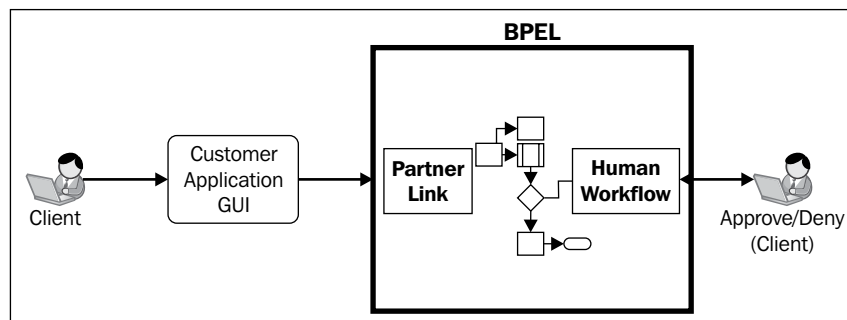 BPEL
Client
Customer
Application
GUI
Partner
Link
Human
Workflow
Approve/Deny
(Client)